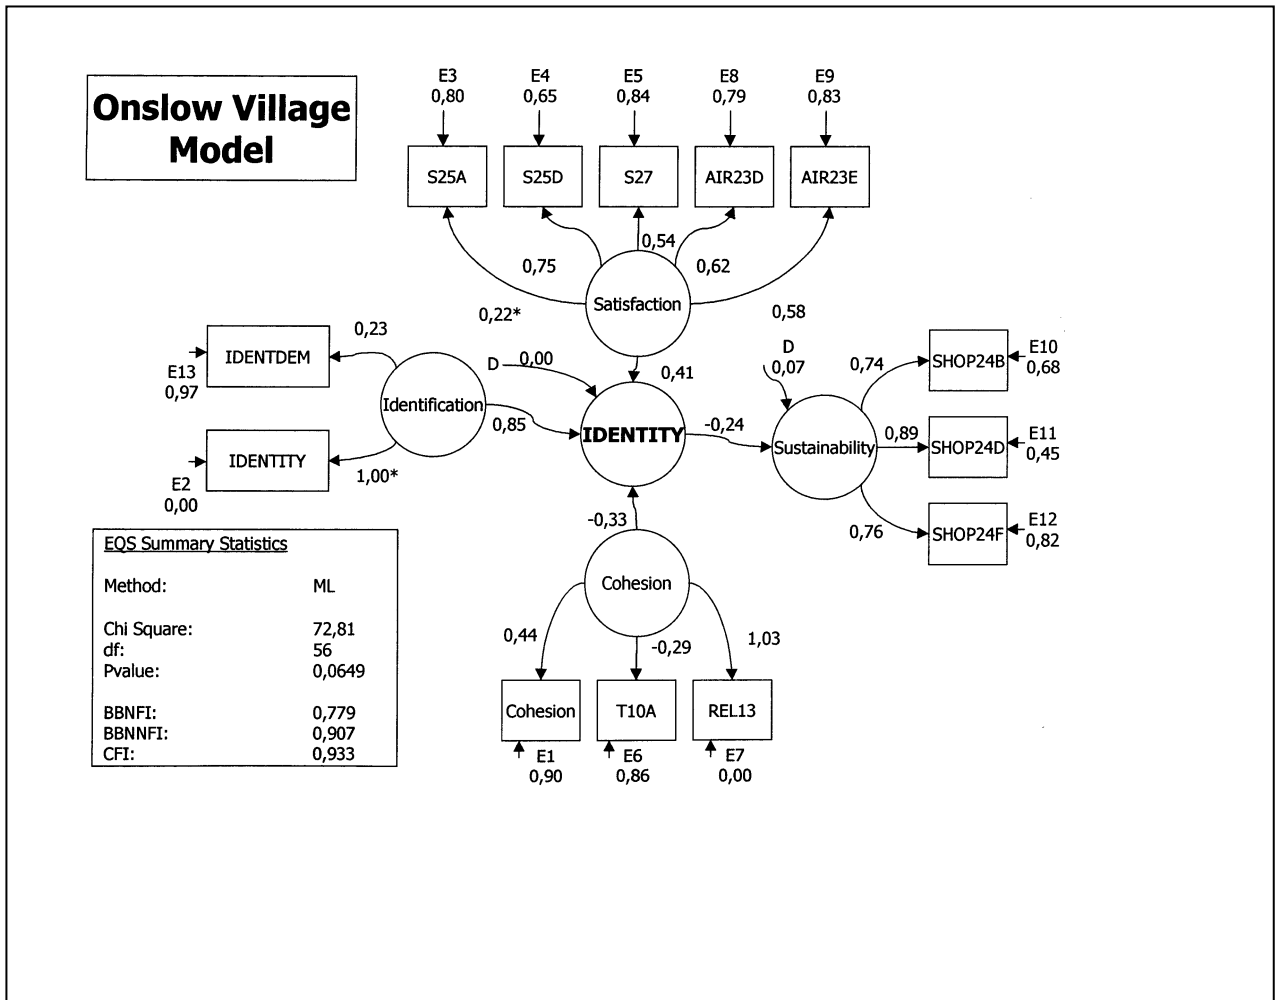 Onslow Village
Model
E3
0,80
E4
0,65
E5
0,84
E8
0,79
E9
0,83
S25A
S25D
S27
AIR23D
AIR23E
0,54
0,75
0,62
Satisfaction
0,22*
0,58
0,23
IDENTDEM
E13
0,97
D
0,00
0,41
D
0,07
0,74
SHOP24B
E10
0,68
Identification
0,85
IDENTITY
-0,24
Sustainability
0,89
SHOP24D
E11
0,45
IDENTITY
E2
0,00
1,00*
-0,33
0,76
SHOP24F
E12
0,82
EQS Summary Statistics
Method: ML
Chi Square: 72,81
df: 56
Pvalue: 0,0649
BBNFI: 0,779
BBNNFI: 0,907
CFI: 0,933
Cohesion
0,44
-0,29
1,03
Cohesion
T10A
REL13
E1
0,90
E6
0,86
E7
0,00